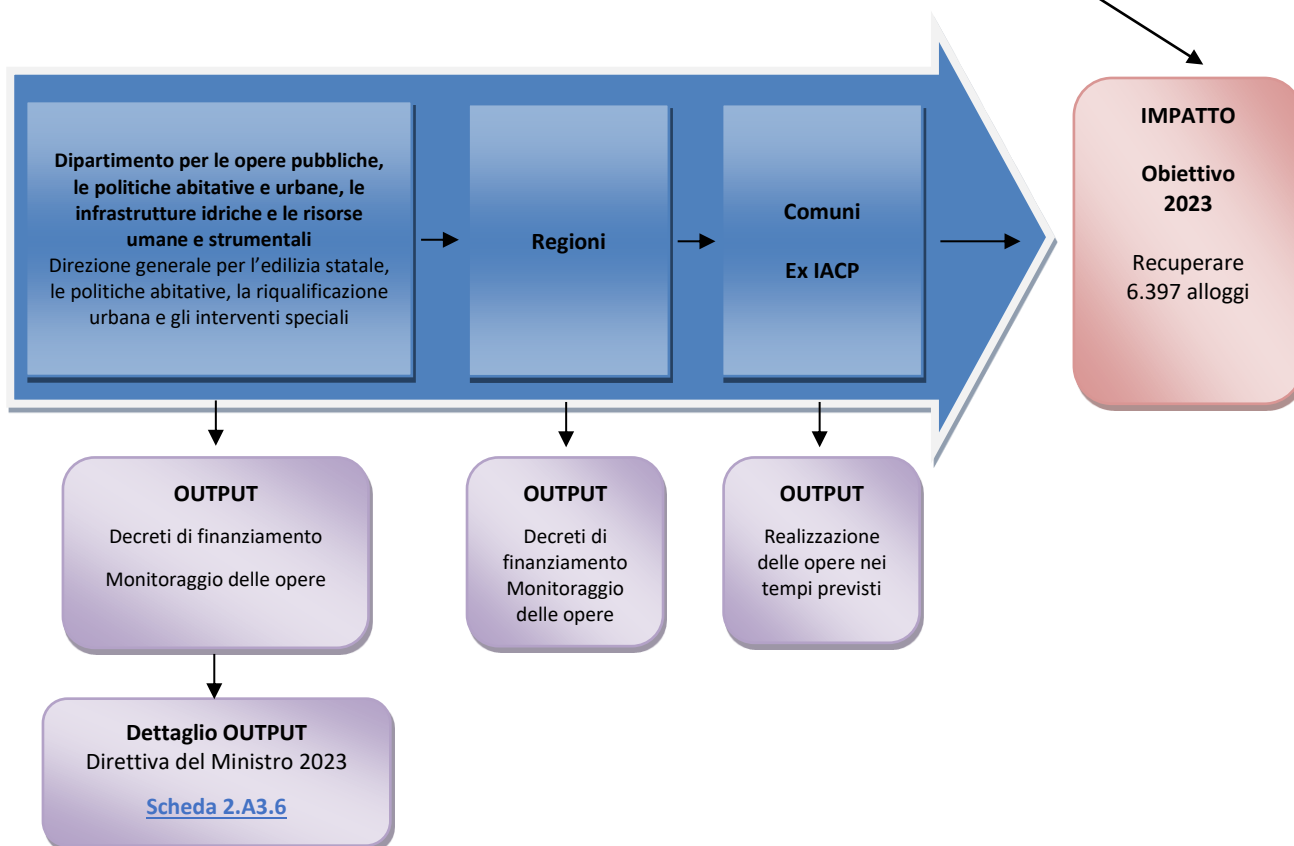 Dipartimento per le opere pubbliche,
le politiche abitative e urbane, le
infrastrutture idriche e le risorse
umane e strumentali
Direzione generale per l'edilizia statale,
le politiche abitative, la riqualificazione
urbana e gli interventi speciali
Regioni
Comuni
Ex IACP
IMPATTO
Obiettivo
2023
Recuperare
6.397 alloggi
OUTPUT
Decreti di finanziamento
Monitoraggio delle opere
OUTPUT
Decreti di
finanziamento
Monitoraggio
delle opere
OUTPUT
Realizzazione
delle opere nei
tempi previsti
Dettaglio OUTPUT
Direttiva del Ministro 2023
Scheda 2.A3.6